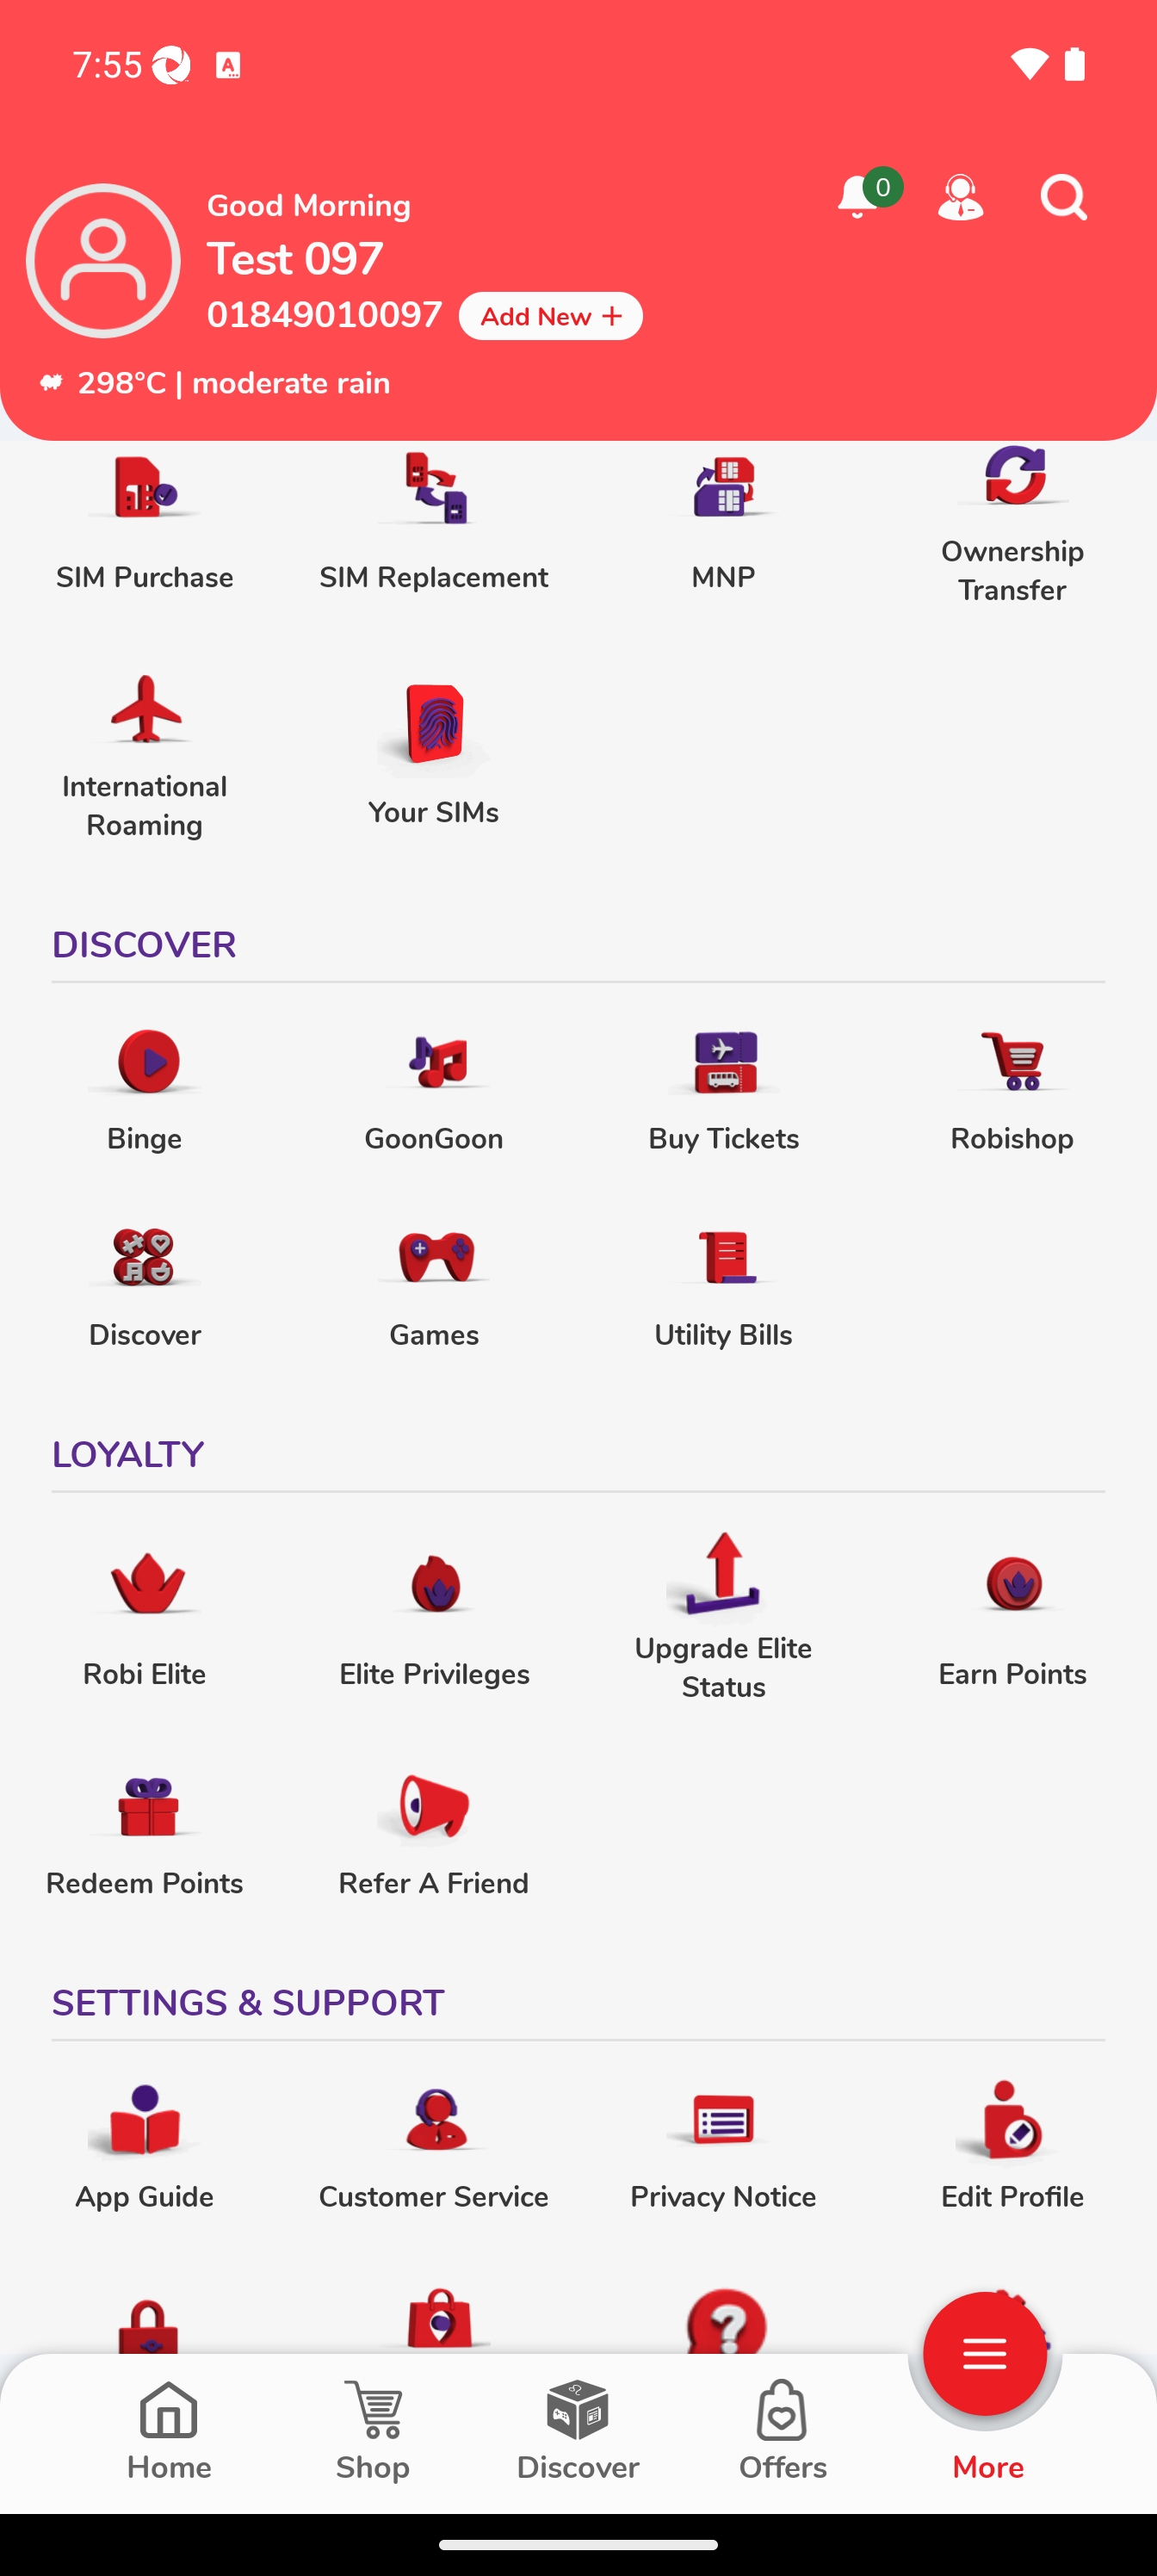 7:55
0
Good Morning
Test 097
01849010097 Add New +
298°C | moderate rain
SIM Purchase
SIM Replacement
MNP
Ownership
Transfer
International
Roaming
Your SIMs
DISCOVER
Binge
GoonGoon
Buy Tickets
Robishop
Discover
Games
Utility Bills
LOYALTY
Robi Elite
Elite Privileges
Upgrade Elite
Status
Earn Points
Redeem Points
Refer A Friend
SETTINGS & SUPPORT
App Guide
Customer Service
Privacy Notice
Edit Profile
Home
Shop
Discover
Offers
More